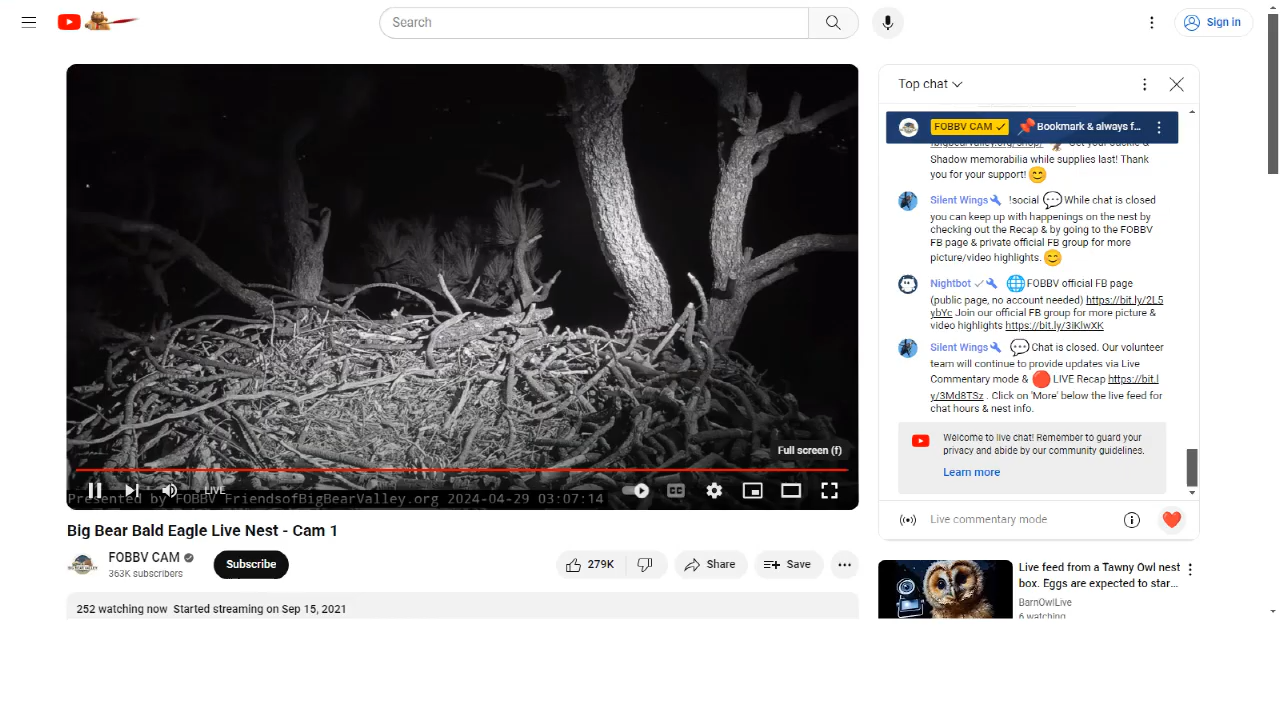 Search
Sign in
Top chat
FOBBV CAM Bookmark & always f...
Shadow memorabilia while supplies last! Thank
you for your support!
Silent Wings !social While chat is closed
you can keep up with happenings on the nest by
checking out the Recap & by going to the FOBBV
FB page & private official FB group for more
picture/video highlights.
Nightbot FOBBV official FB page
(public page, no account needed) https://bit.ly/2L5
ybYc Join our official FB group for more picture &
video highlights https://bit.ly/3iKlwXK
Silent Wings Chat is closed. Our volunteer
team will continue to provide updates via Live
Commentary mode & LIVE Recap https://bit.l
y/3Md8TSz . Click on 'More' below the live feed for
chat hours & nest info.
Welcome to live chat! Remember to guard your
privacy and abide by our community guidelines.
Learn more
Live commentary mode
Full screen (f)
LIVE
Presented by FOBBV FriendsofBigBearValley.org 2024-04-29 03:07:14
Big Bear Bald Eagle Live Nest - Cam 1
FOBBV CAM
363K subscribers
Subscribe
279K
Share
Save
252 watching now Started streaming on Sep 15, 2021
Live feed from a Tawny Owl nest
box. Eggs are expected to star...
BarnOwlLive
6 watching